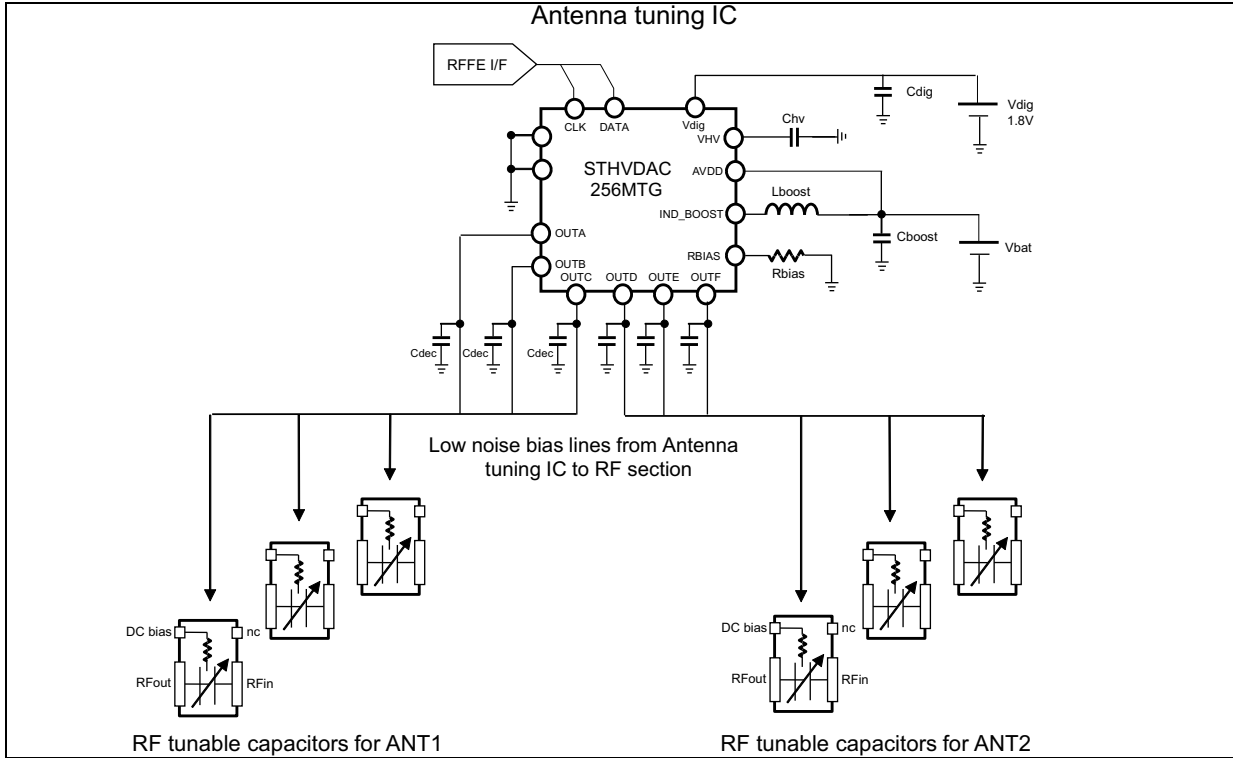 Antenna tuning IC
RFFE I/F
Cdig
Vdig
1.8V
CLK
DATA
Vdig
Chv
VHV
STHVDAC
256MTG
AVDD
Lboost
IND_BOOST
Cboost
Vbat
OUTA
RBIAS
Rbias
OUTB
OUTC
OUTD
OUTE
OUTF
Cdec
Cdec
Cdec
Low noise bias lines from Antenna
tuning IC to RF section
DC bias
nc
RFout
RFin
DC bias
nc
RFout
RFin
RF tunable capacitors for ANT1
RF tunable capacitors for ANT2